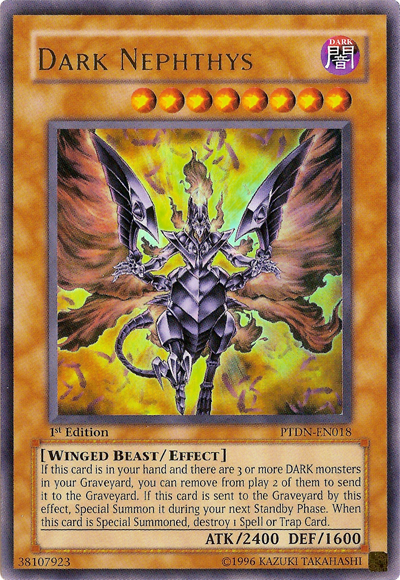 DARK NEPHTHYS
DARK
闇
1st Edition
PTDN-EN018
[WINGED BEAST/EFFECT]
If this card is in your hand and there are 3 or more DARK monsters
in your Graveyard, you can remove from play 2 of them to send
it to the Graveyard. If this card is sent to the Graveyard by this
effect, Special Summon it during your next Standby Phase. When
this card is Special Summoned, destroy 1 Spell or Trap Card.
ATK/2400 DEF/1600
38107923
©1996 KAZUKI TAKAHASHI